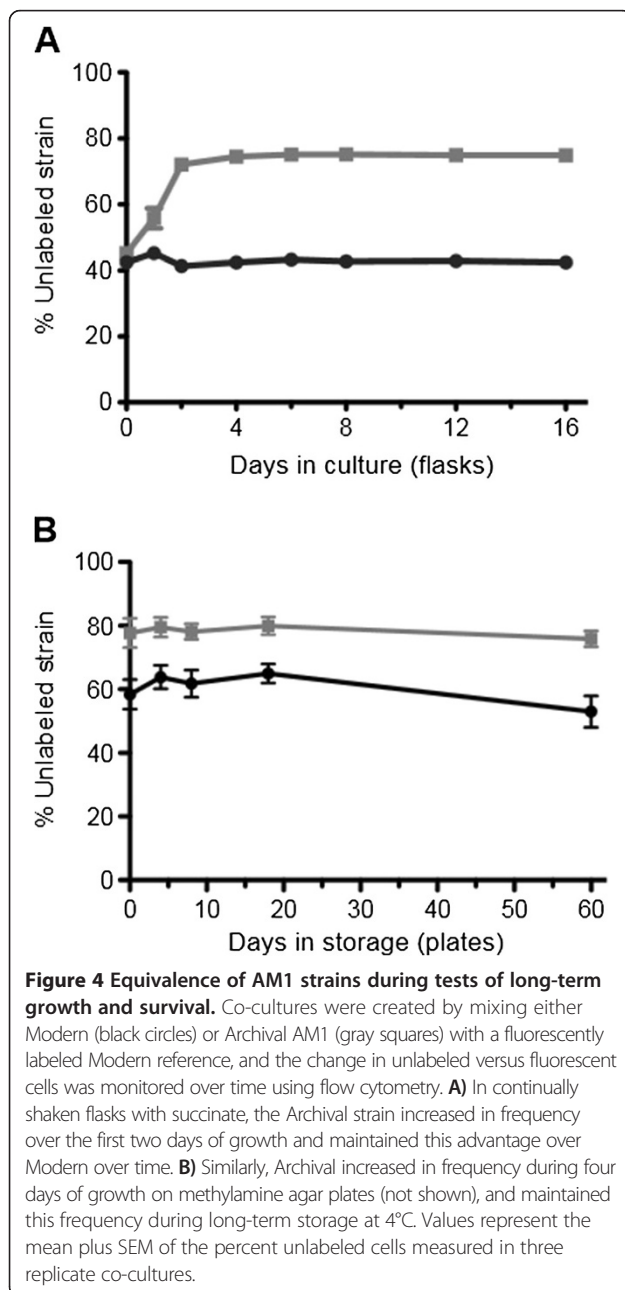 A
100
80
60
40
20
0
% Unlabeled strain
0 4 8 12 16
Days in culture (flasks)
B
100
80
60
40
20
0
% Unlabeled strain
0 10 20 30 40 50 60
Days in storage (plates)
Figure 4 Equivalence of AM1 strains during tests of long-term
growth and survival. Co-cultures were created by mixing either
Modern (black circles) or Archival AM1 (gray squares) with a fluorescently
labeled Modern reference, and the change in unlabeled versus fluorescent
cells was monitored over time using flow cytometry. A) In continually
shaken flasks with succinate, the Archival strain increased in frequency
over the first two days of growth and maintained this advantage over
Modern over time. B) Similarly, Archival increased in frequency during four
days of growth on methylamine agar plates (not shown), and maintained
this frequency during long-term storage at 4°C. Values represent the
mean plus SEM of the percent unlabeled cells measured in three
replicate co-cultures.